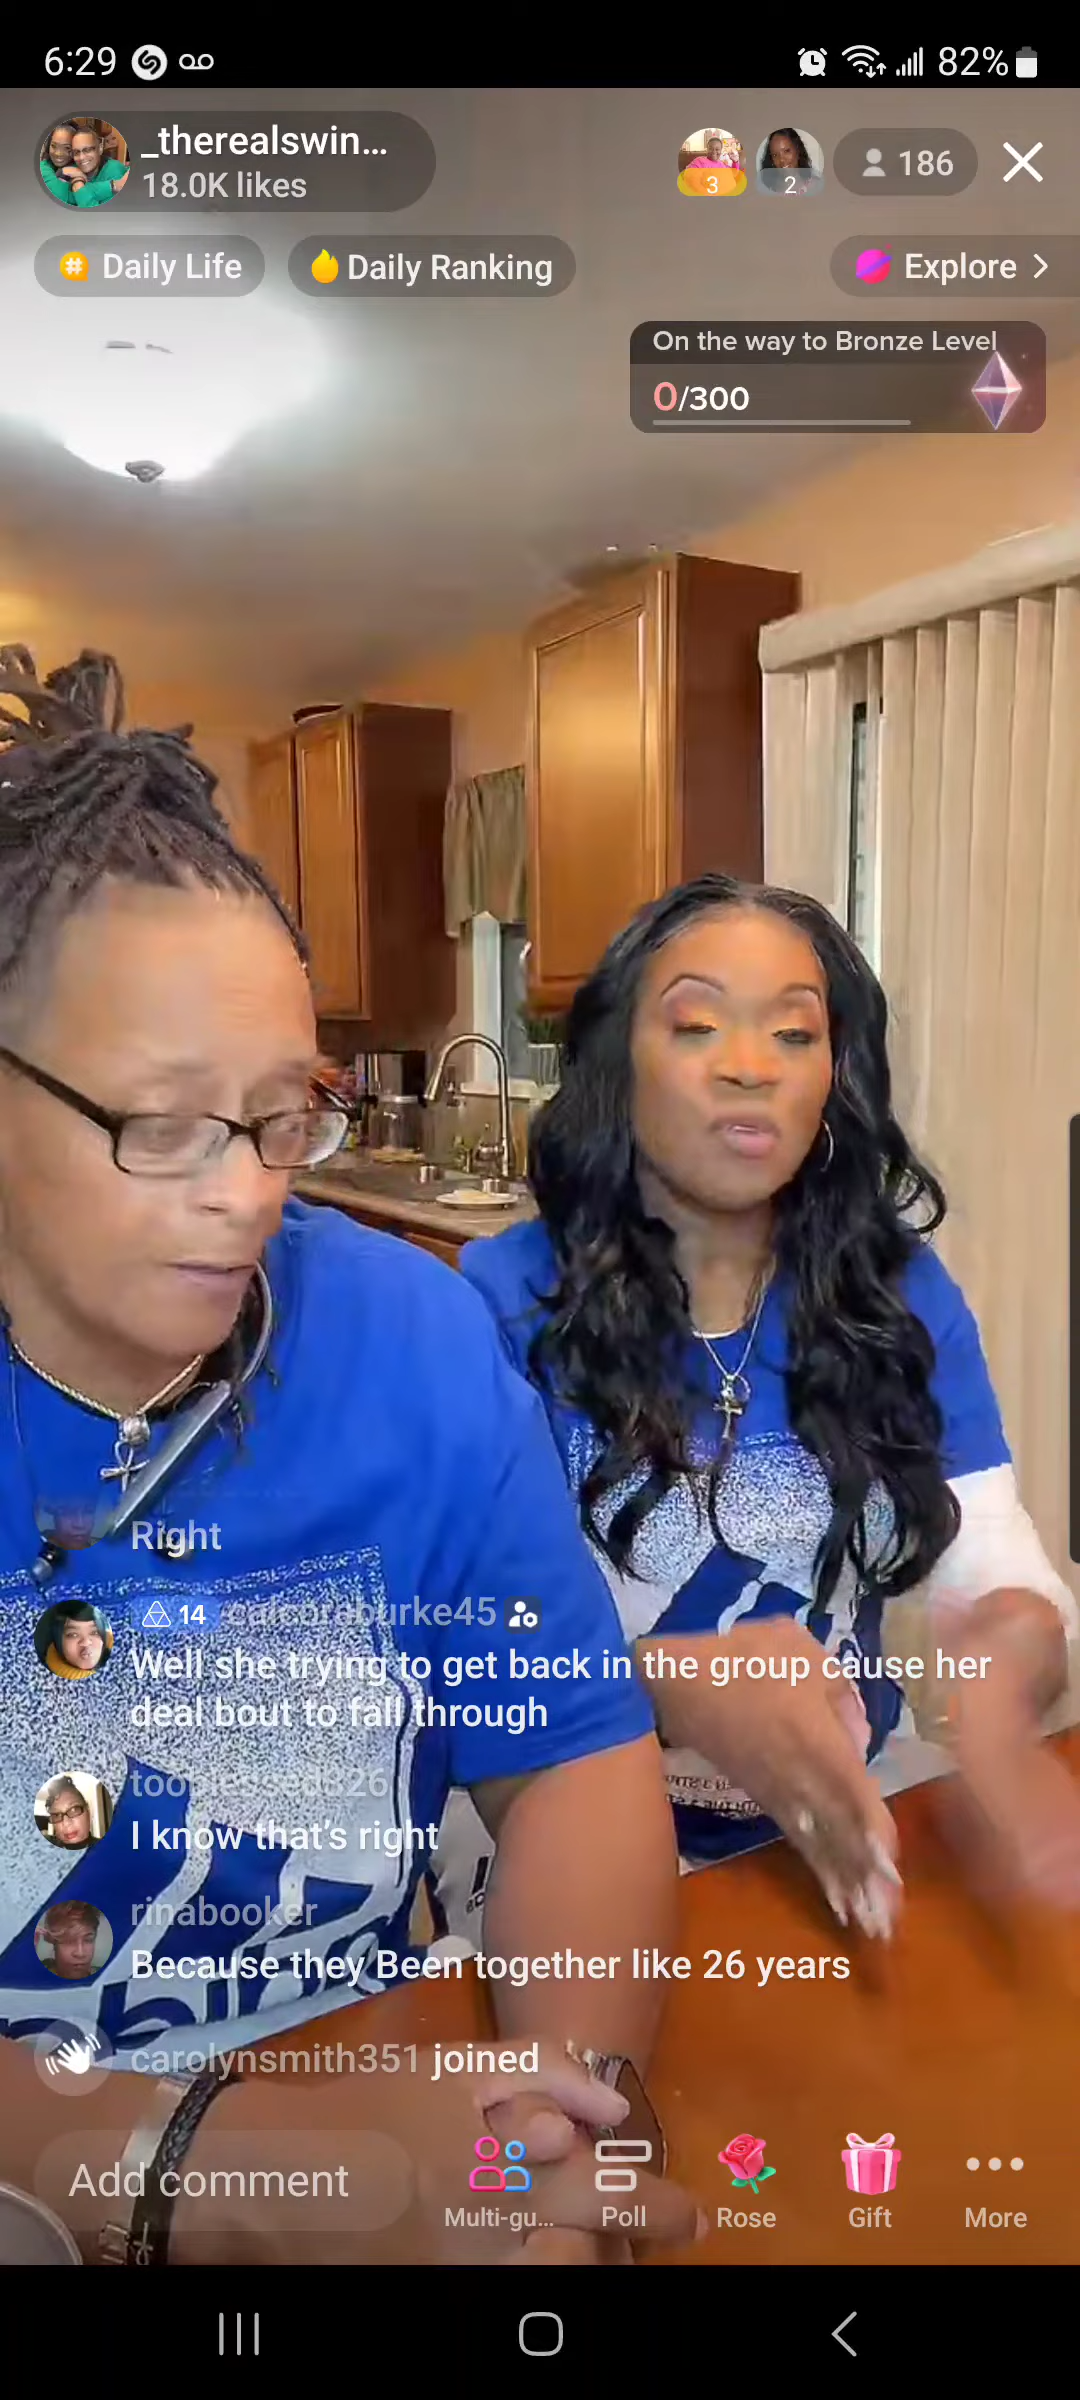 6:29
82%
_therealswin...
18.0K likes
3
2
186
Daily Life
Daily Ranking
Explore
On the way to Bronze Level
0/300
Right
14
Well she trying to get back in the group cause her
deal bout to fall through
tooblessed826
I know that's right
rinabooker
Because they Been together like 26 years
carolynsmith351 joined
Add comment
Multi-gu...
Poll
Rose
Gift
More